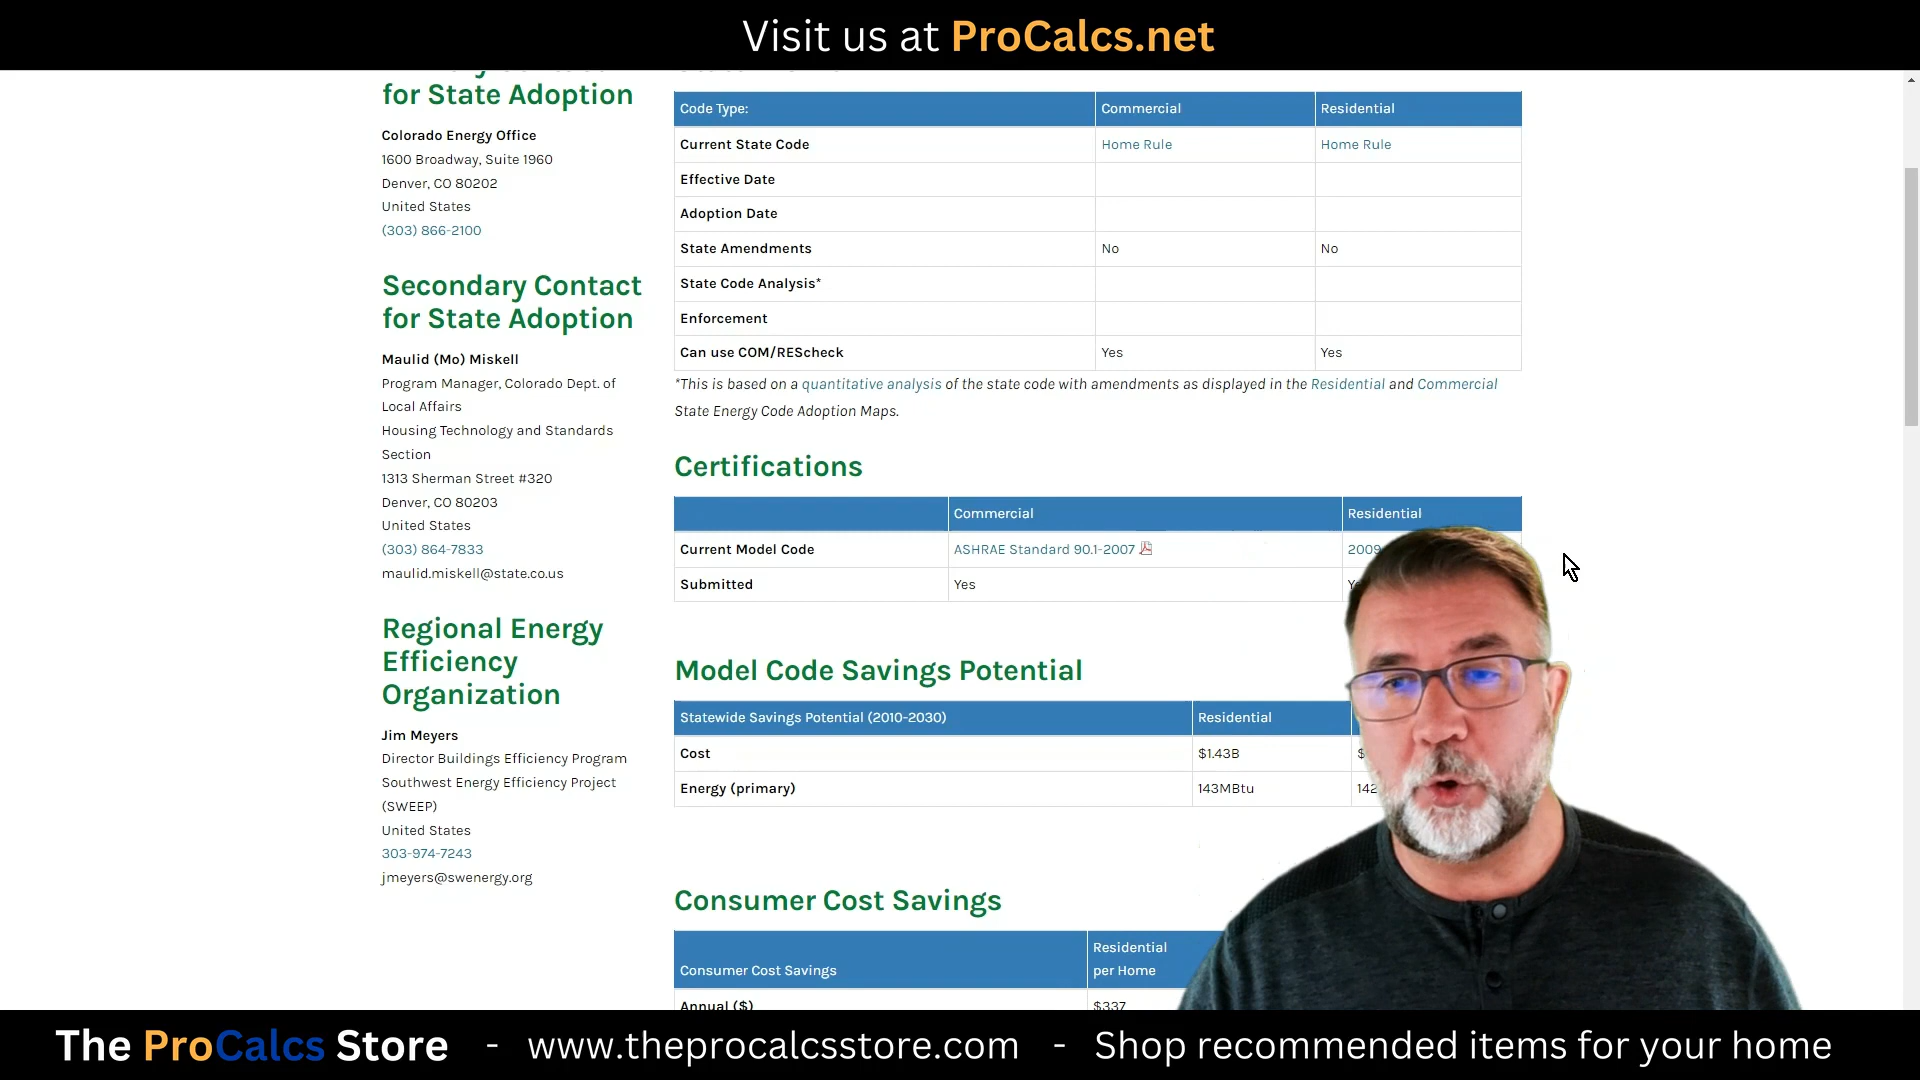 Visit us at ProCalcs.net
for State Adoption
Colorado Energy Office
1600 Broadway, Suite 1960
Denver, CO 80202
United States
(303) 866-2100
Secondary Contact
for State Adoption
Maulid (Mo) Miskell
Program Manager, Colorado Dept. of
Local Affairs
Housing Technology and Standards
Section
1313 Sherman Street #320
Denver, CO 80203
United States
(303) 864-7833
maulid.miskell@state.co.us
Regional Energy
Efficiency
Organization
Jim Meyers
Director Buildings Efficiency Program
Southwest Energy Efficiency Project
(SWEEP)
United States
303-974-7243
jmeyers@swenergy.org
Code Type: Commercial Residential
Current State Code Home Rule Home Rule
Effective Date
Adoption Date
State Amendments No No
State Code Analysis*
Enforcement
Can use COM/REScheck Yes Yes
*This is based on a quantitative analysis of the state code with amendments as displayed in the Residential and Commercial
State Energy Code Adoption Maps.
Certifications
Commercial Residential
Current Model Code ASHRAE Standard 90.1-2007 2009
Submitted Yes
Model Code Savings Potential
Statewide Savings Potential (2010-2030) Residential
Cost $1.43B $
Energy (primary) 143MBtu 142
Consumer Cost Savings
Consumer Cost Savings Residential
per Home
Annual ($) $337
The ProCalcs Store - www.theprocalcsstore.com - Shop recommended items for your home